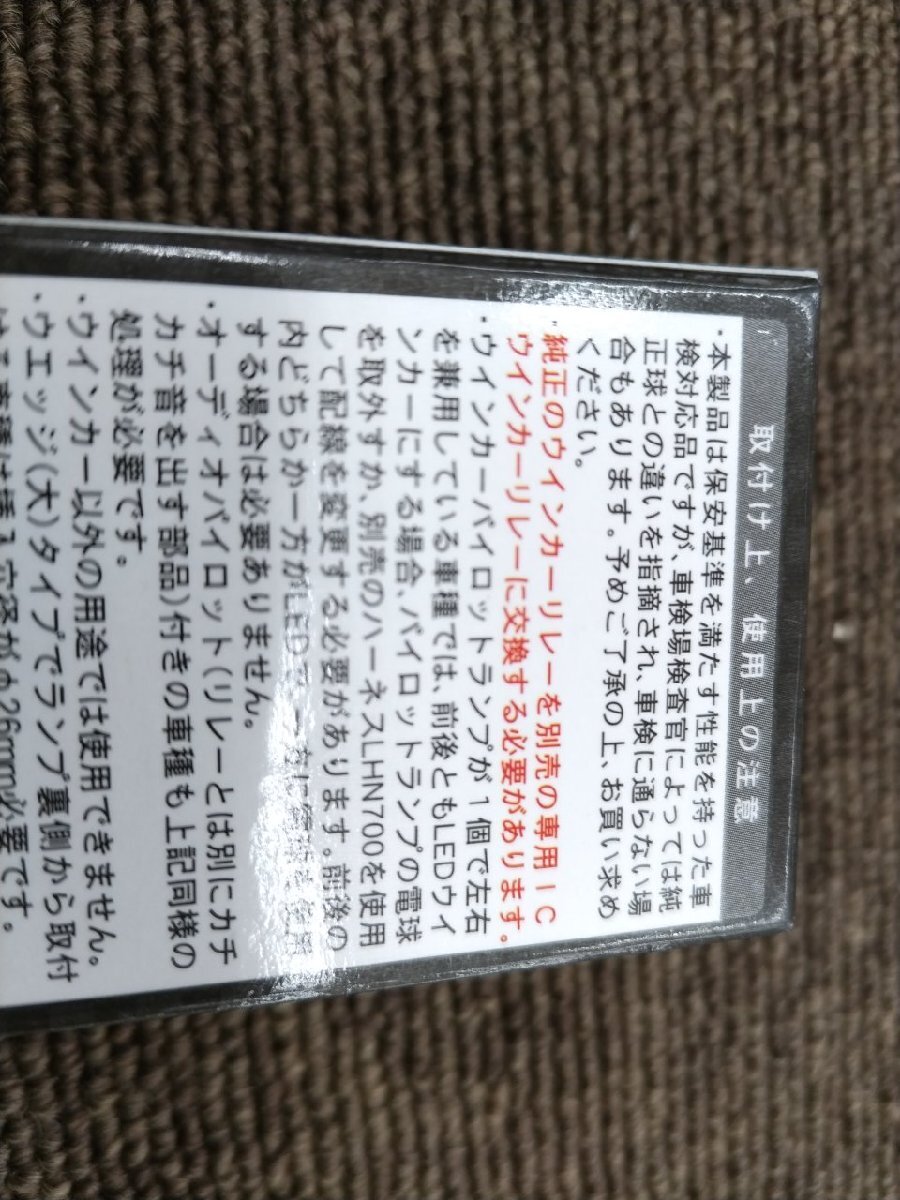 取付け上、使用上の注意
・本製品は保安基準を満たす性能を持った車
検対応品ですが、車検場検査官によっては純
正球との違いを指摘され、車検に通らない場
合もあります。予めご了承の上、お買い求め
ください。
・純正のウインカーリレーを別売の専用IC
ウインカーリレーに交換する必要があります。
・ウインカーパイロットランプが1個で左右
を兼用している車種では、前後ともLEDウイ
ンカーにする場合、パイロットランプの電球
を取外すか、別売のハーネスLHN700を使用
して配線を変更する必要があります。前後の
内どちらか一方がLED
する場合は必要ありません。
・オーディオパイロット(リレーとは別にカチ
カチ音を出す部品)付きの車種も上記同様の
処理が必要です。
・ウインカー以外の用途では使用できません。
・ウエッジ(大)タイプでランプ裏側から取付
26mm必要です。